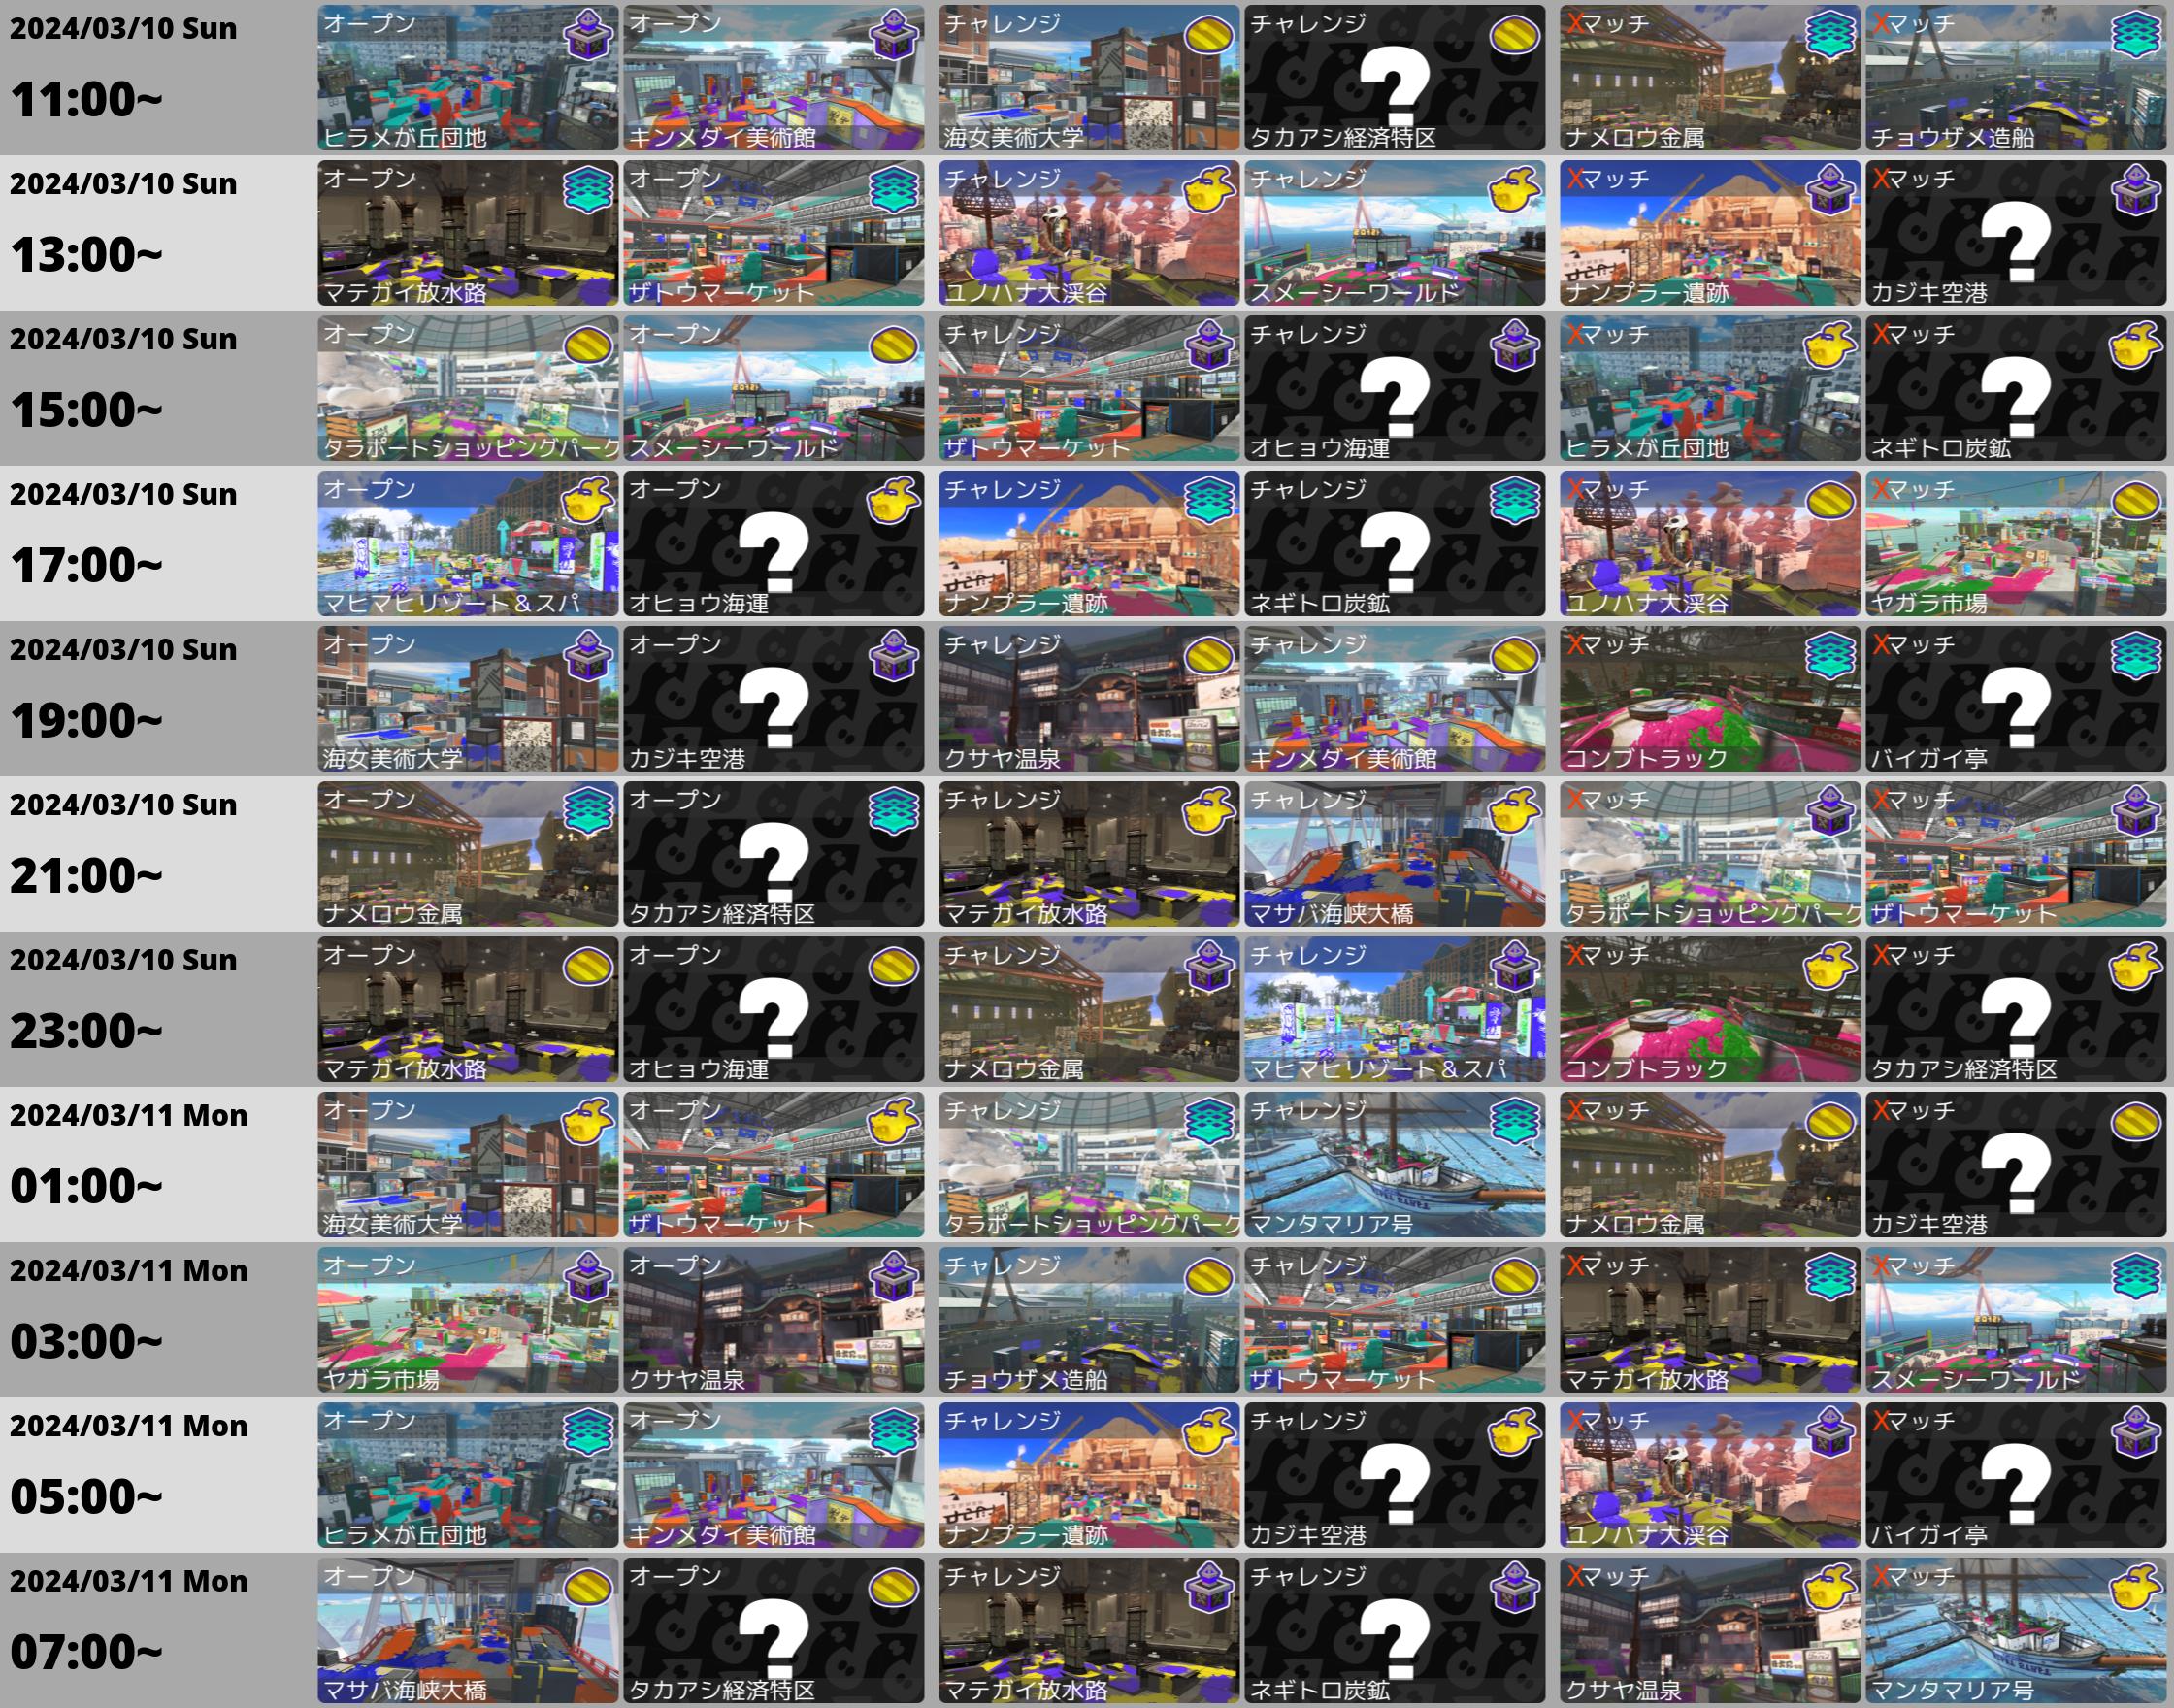 2024/03/10 Sun
11:00~
オープン
ヒラメが丘団地
オープン
キンメダイ美術館
チャレンジ
海女美術大学
チャレンジ
?
タカアシ経済特区
Xマッチ
ナメロウ金属
Xマッチ
チョウザメ造船
2024/03/10 Sun
13:00~
オープン
マテガイ放水路
オープン
ザトウマーケット
チャレンジ
ユノハナ大渓谷
チャレンジ
スメーシーワールド
Xマッチ
ナンプラー遺跡
Xマッチ
?
カジキ空港
2024/03/10 Sun
15:00~
オープン
タラポートショッピングパーク
オープン
スメーシーワールド
チャレンジ
ザトウマーケット
チャレンジ
?
オヒョウ海運
Xマッチ
ヒラメが丘団地
Xマッチ
?
ネギトロ炭鉱
2024/03/10 Sun
17:00~
オープン
マヒマヒリゾート&スパ
オープン
?
オヒョウ海運
チャレンジ
ナンプラー遺跡
チャレンジ
?
ネギトロ炭鉱
Xマッチ
ユノハナ大渓谷
Xマッチ
ヤガラ市場
2024/03/10 Sun
19:00~
オープン
海女美術大学
オープン
?
カジキ空港
チャレンジ
クサヤ温泉
チャレンジ
キンメダイ美術館
Xマッチ
コンブトラック
Xマッチ
?
バイガイ亭
2024/03/10 Sun
21:00~
オープン
ナメロウ金属
オープン
?
タカアシ経済特区
チャレンジ
マテガイ放水路
チャレンジ
マサバ海峡大橋
Xマッチ
タラポートショッピングパーク
Xマッチ
ザトウマーケット
2024/03/10 Sun
23:00~
オープン
マテガイ放水路
オープン
?
オヒョウ海運
チャレンジ
ナメロウ金属
チャレンジ
マヒマヒリゾート&スパ
Xマッチ
コンブトラック
Xマッチ
?
タカアシ経済特区
2024/03/11 Mon
01:00~
オープン
海女美術大学
オープン
ザトウマーケット
チャレンジ
タラポートショッピングパーク
チャレンジ
マンタマリア号
Xマッチ
ナメロウ金属
Xマッチ
?
カジキ空港
2024/03/11 Mon
03:00~
オープン
ヤガラ市場
オープン
クサヤ温泉
チャレンジ
チョウザメ造船
チャレンジ
ザトウマーケット
Xマッチ
マテガイ放水路
Xマッチ
スメーシーワールド
2024/03/11 Mon
05:00~
オープン
ヒラメが丘団地
オープン
キンメダイ美術館
チャレンジ
ナンプラー遺跡
チャレンジ
?
カジキ空港
Xマッチ
ユノハナ大渓谷
Xマッチ
?
バイガイ亭
2024/03/11 Mon
07:00~
オープン
マサバ海峡大橋
オープン
?
タカアシ経済特区
チャレンジ
マテガイ放水路
チャレンジ
?
ネギトロ炭鉱
Xマッチ
クサヤ温泉
Xマッチ
マンタマリア号